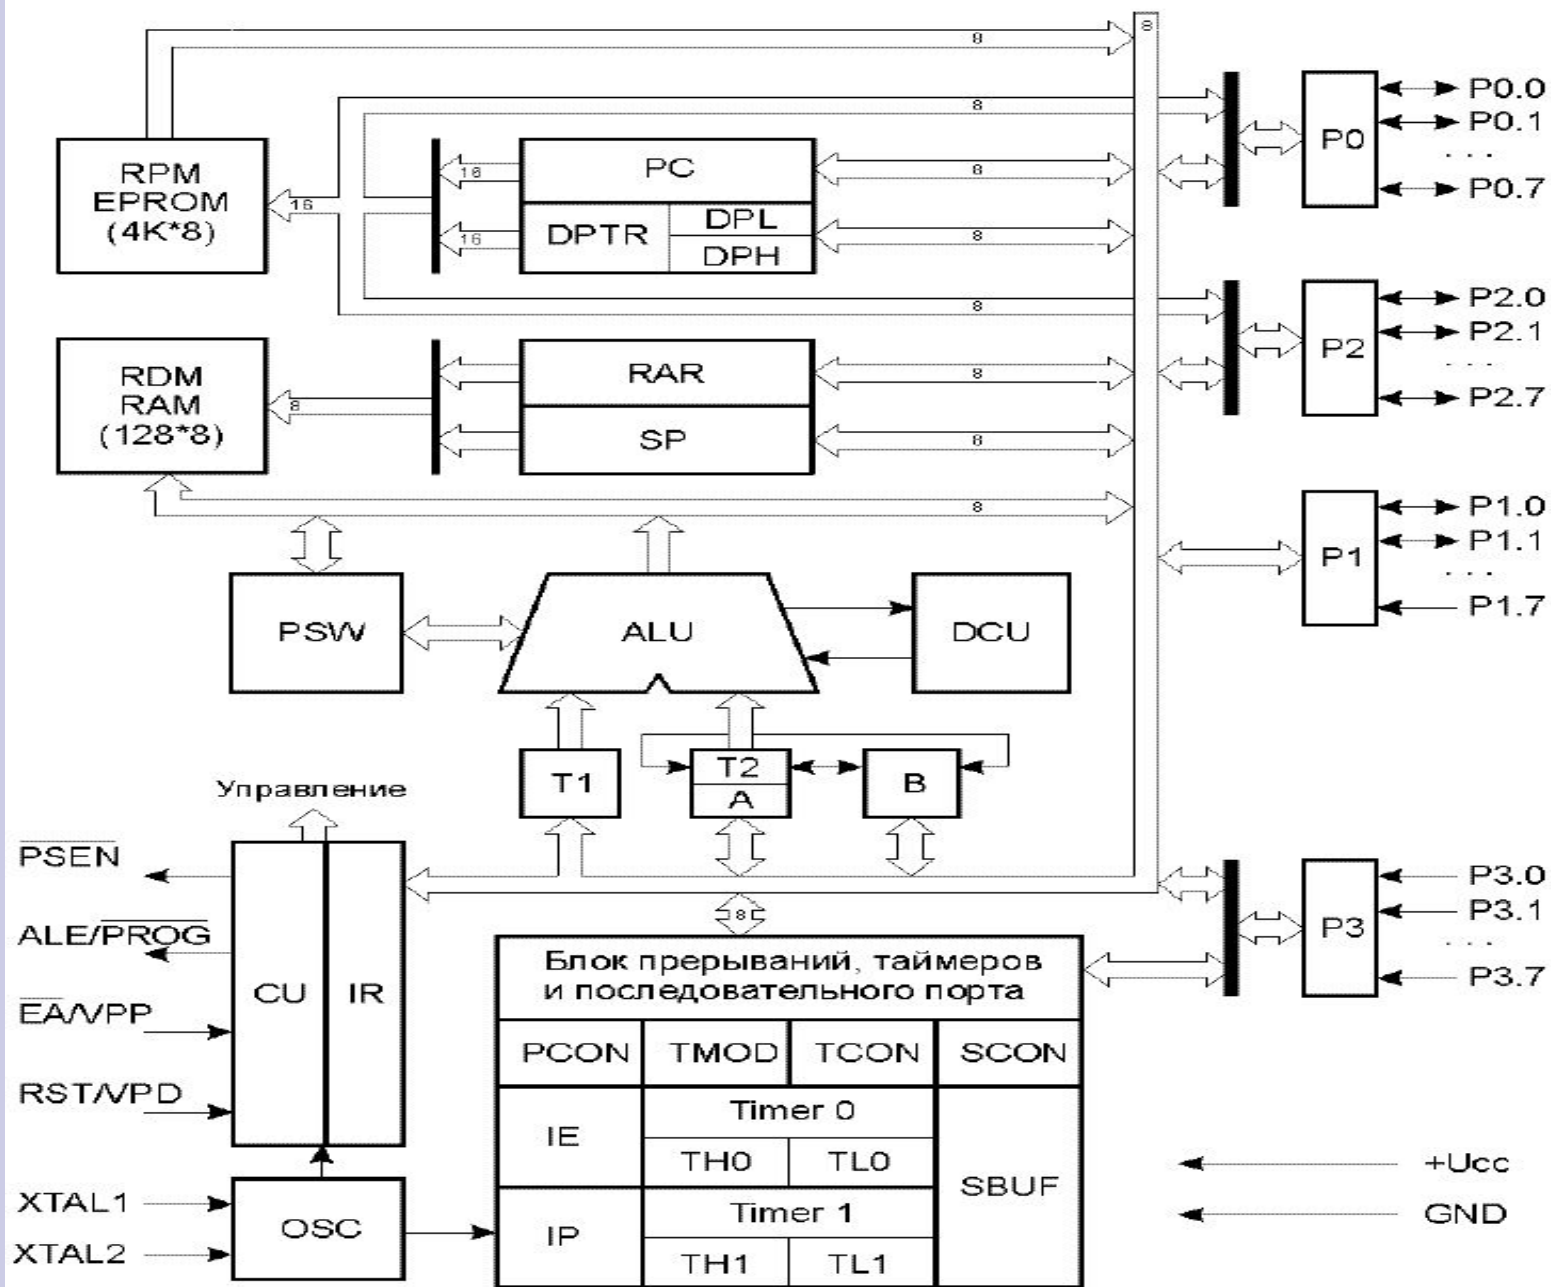 8
8
8
P0.0
P0.1
. . .
P0.7
P0
RPM
EPROM
(4K*8)
16
16
16
PC
DPTR
DPL
DPH
8
8
8
P2.0
P2.1
. . .
P2.7
P2
RDM
RAM
(128*8)
8
RAR
SP
8
8
8
P1.0
P1.1
. . .
P1.7
P1
PSW
ALU
DCU
T1
T2
A
B
Управление
PSEN
ALE/PROG
EA/VPP
RST/VPD
CU
IR
8
P3.0
P3.1
. . .
P3.7
P3
Блок прерываний, таймеров
и последовательного порта
PCON
TMOD
TCON
SCON
IE
Timer 0
TH0
TL0
SBUF
IP
Timer 1
TH1
TL1
XTAL1
XTAL2
OSC
+Ucc
GND